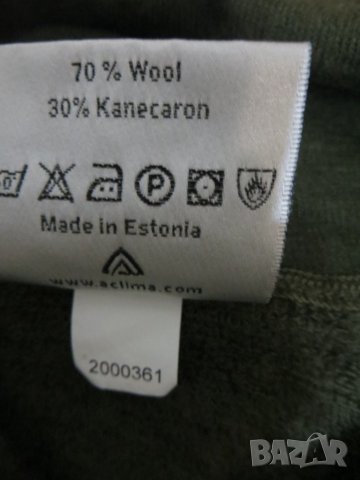 70 % Wool
30% Kanecaron
P
Made in Estonia
www.aclima.com
2000361
BAZAR